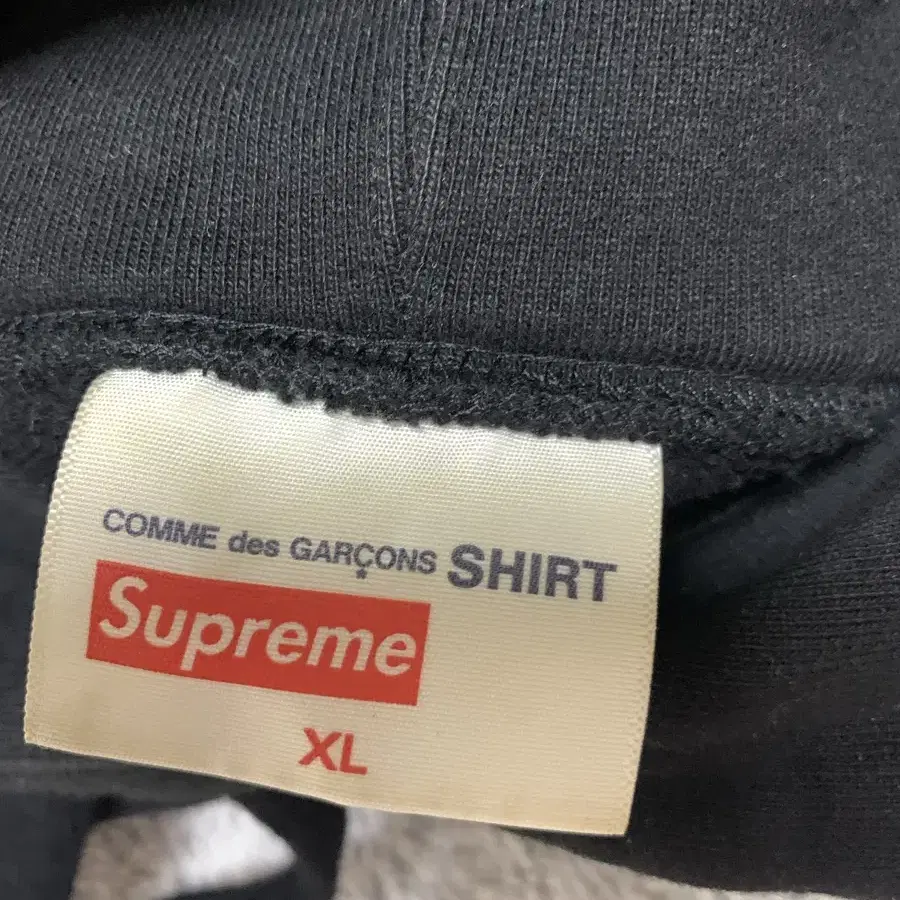 COMME des GARÇONS SHIRT
Supreme
XL